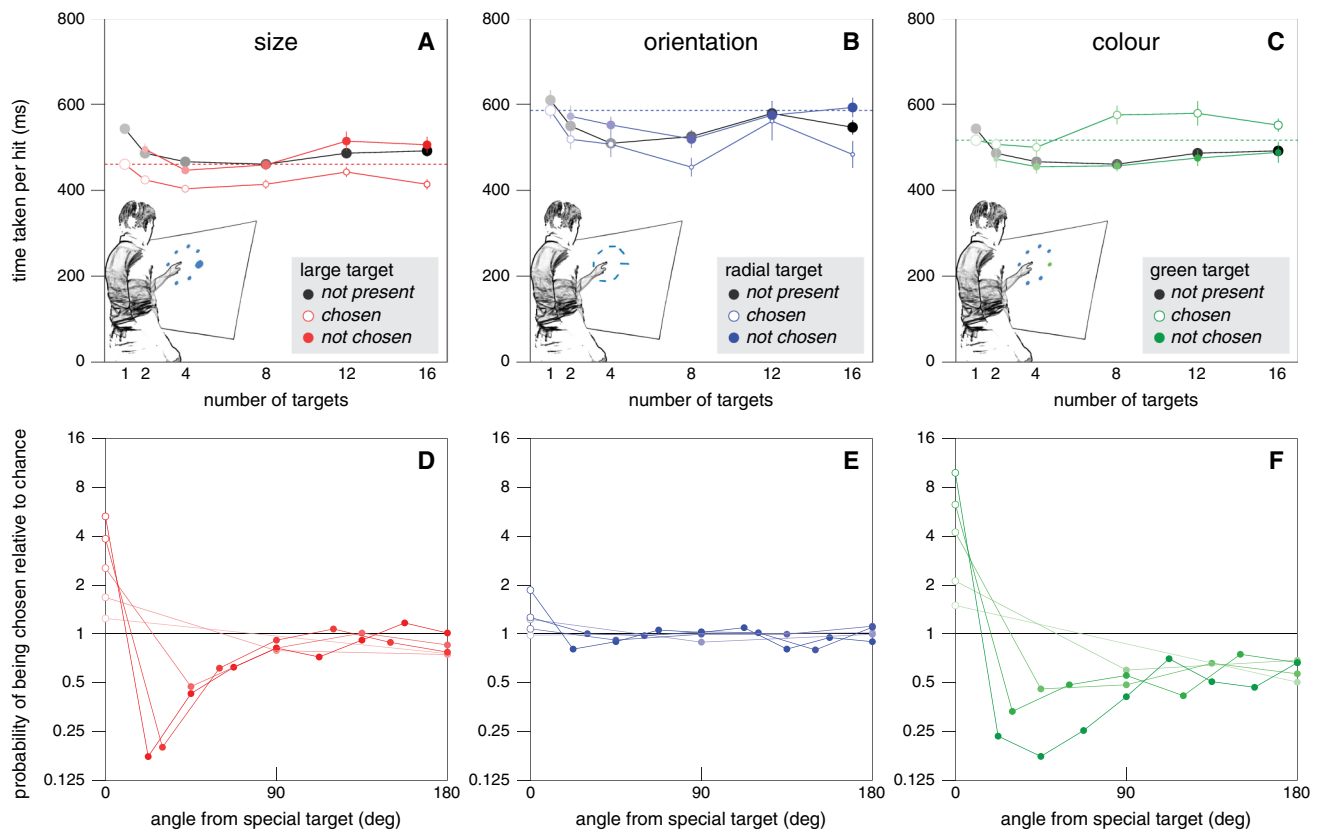 size
A
800
600
400
200
0
time taken per hit (ms)
large target
not present
chosen
not chosen
1 2 4 8 12 16
number of targets
orientation
B
800
600
400
200
0
radial target
not present
chosen
not chosen
1 2 4 8 12 16
number of targets
colour
C
800
600
400
200
0
green target
not present
chosen
not chosen
1 2 4 8 12 16
number of targets
D
16
8
4
2
1
0.5
0.25
0.125
probability of being chosen relative to chance
0 90 180
angle from special target (deg)
E
16
8
4
2
1
0.5
0.25
0.125
0 90 180
angle from special target (deg)
F
16
8
4
2
1
0.5
0.25
0.125
0 90 180
angle from special target (deg)